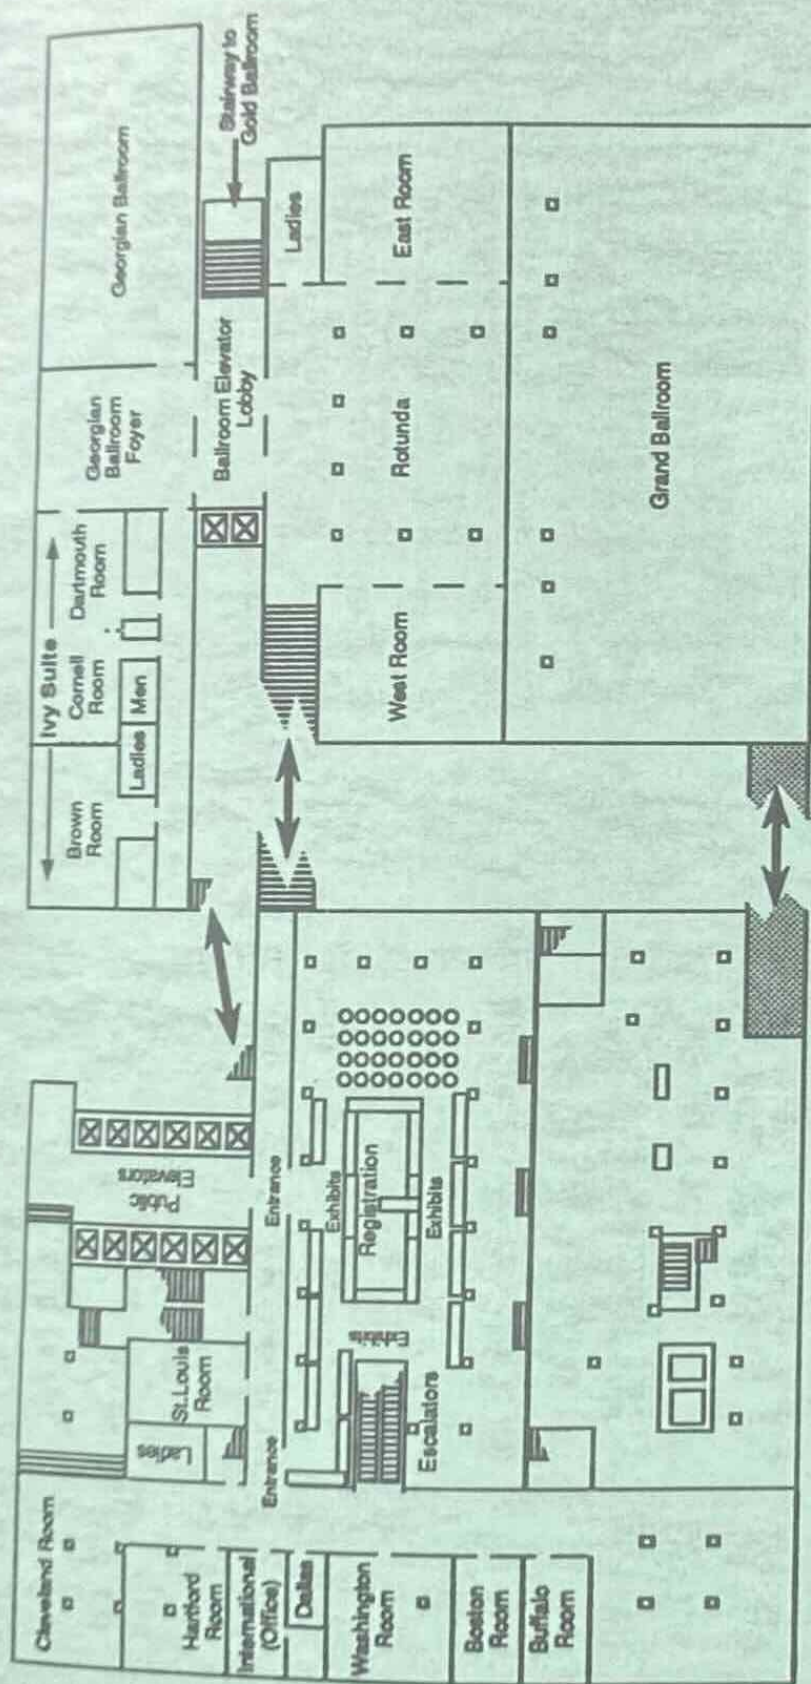 Cleveland Room
Hartford
Room
International
(Office)
Dallas
Washington
Room
Boston
Room
Buffalo
Room
Ladies
St. Louis
Room
Public
Elevators
Entrance
Entrance
Exhibits
Registration
Exhibits
Exhibits
Escalators
Ivy Suite
Brown
Room
Cornell
Room
Dartmouth
Room
Ladies
Men
Georgian
Ballroom
Foyer
Georgian Ballroom
Ballroom Elevator
Lobby
Stairway to
Gold Ballroom
Ladies
West Room
Rotunda
East Room
Grand Ballroom